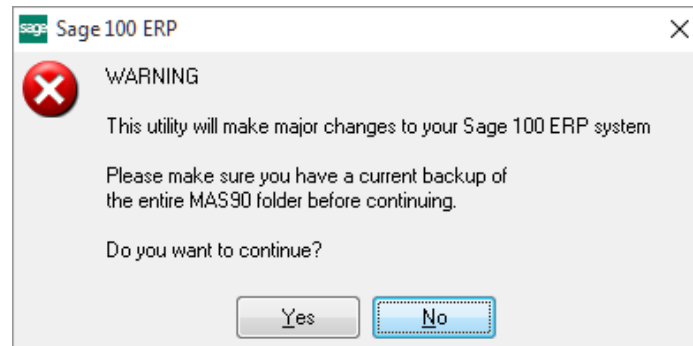 sage Sage 100 ERP
WARNING
This utility will make major changes to your Sage 100 ERP system
Please make sure you have a current backup of
the entire MAS90 folder before continuing.
Do you want to continue?
Yes No